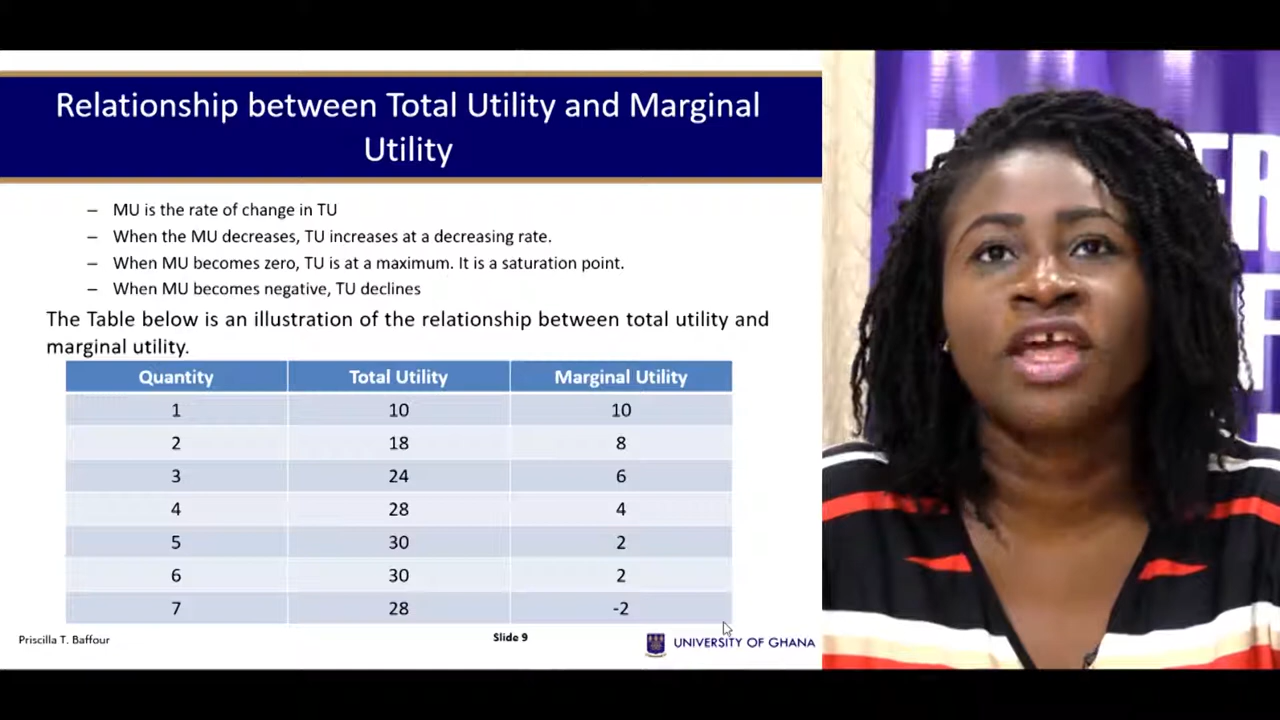 Relationship between Total Utility and Marginal
Utility
– MU is the rate of change in TU
– When the MU decreases, TU increases at a decreasing rate.
– When MU becomes zero, TU is at a maximum. It is a saturation point.
– When MU becomes negative, TU declines
The Table below is an illustration of the relationship between total utility and
marginal utility.
Quantity Total Utility Marginal Utility
1 10 10
2 18 8
3 24 6
4 28 4
5 30 2
6 30 2
7 28 -2
Priscilla T. Baffour Slide 9 UNIVERSITY OF GHANA